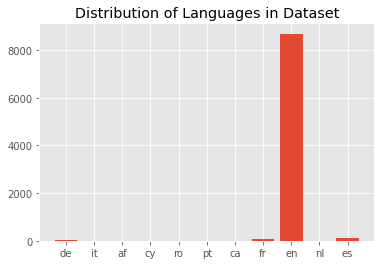 Distribution of Languages in Dataset
8000
6000
4000
2000
0
de it af cy ro pt ca fr en nl es